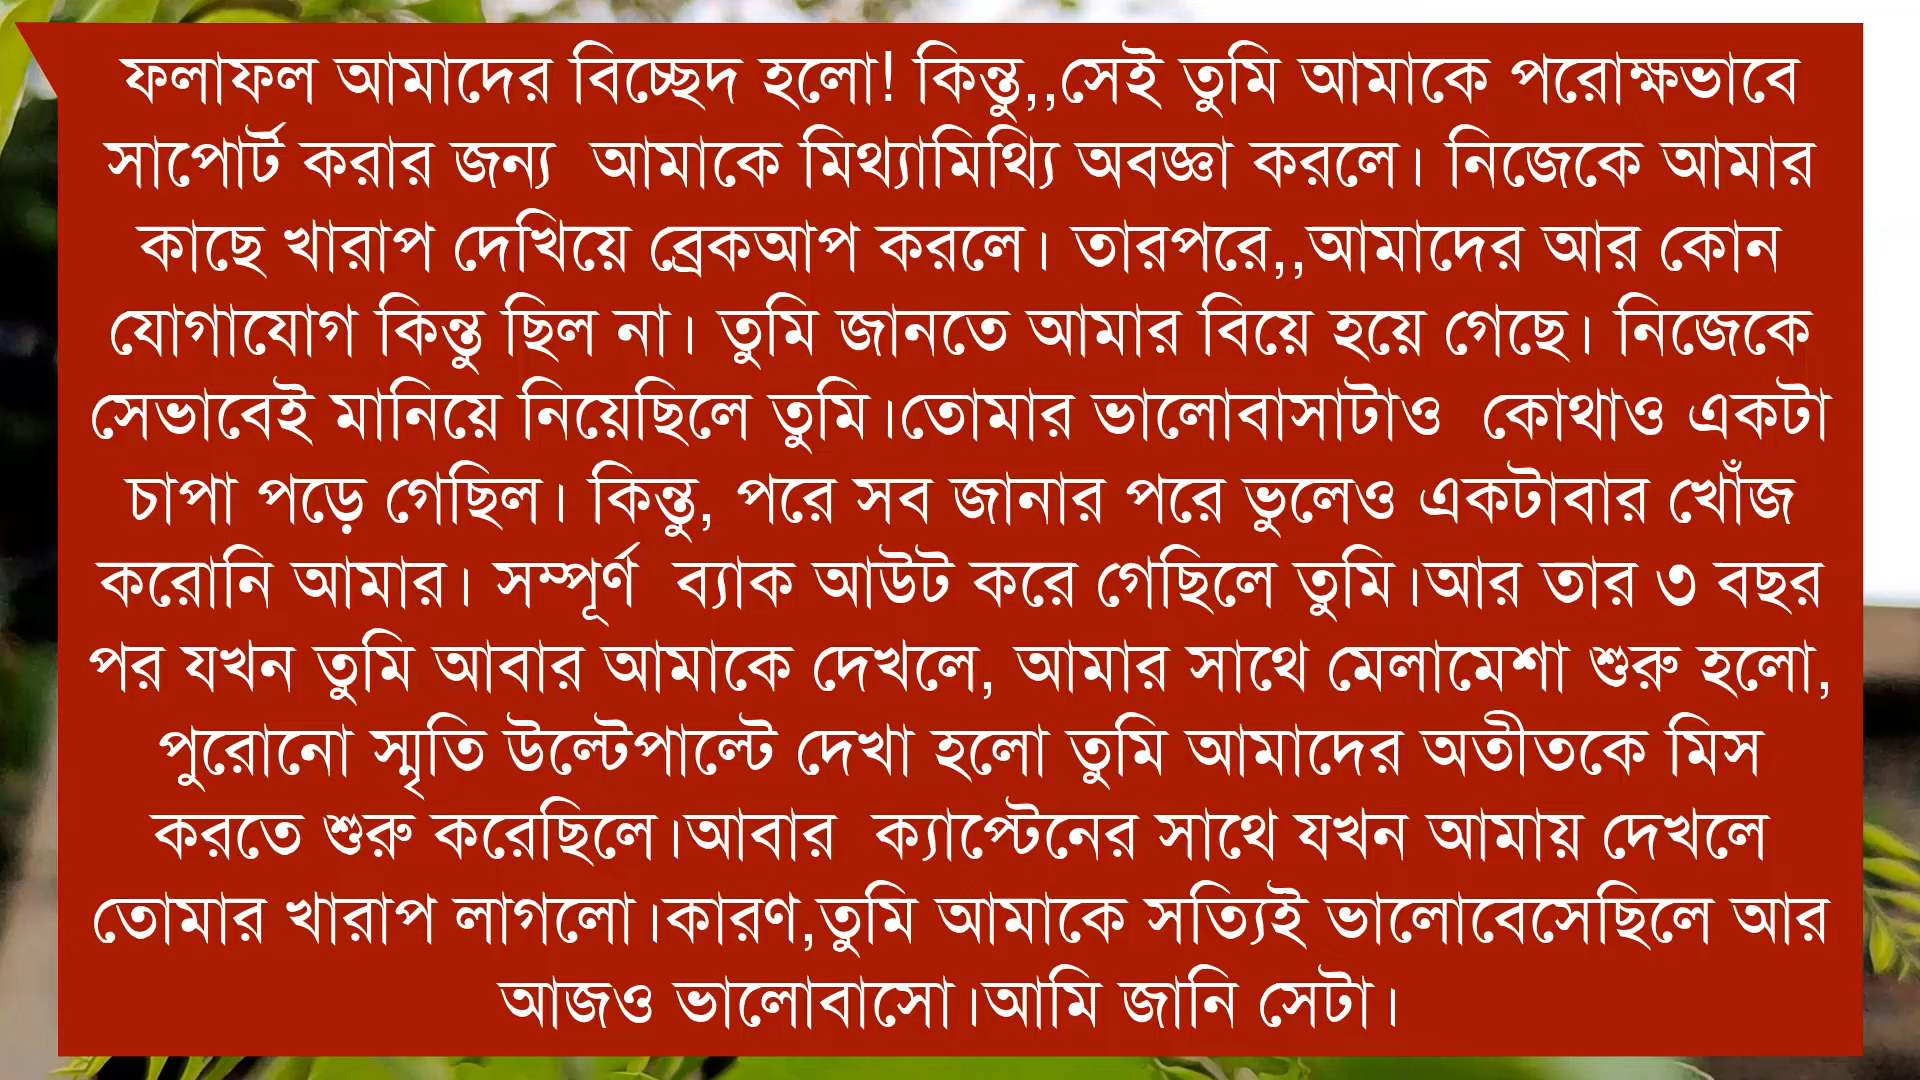 ফলাফল আমাদের বিচ্ছেদ হলো! কিন্তু,,সেই তুমি আমাকে পরোক্ষভাবে
সাপোর্ট করার জন্য  আমাকে মিথ্যামিথ্যি অবজ্ঞা করলে। নিজেকে আমার
কাছে খারাপ দেখিয়ে ব্রেকআপ করলে। তারপরে,,আমাদের আর কোন
যোগাযোগ কিন্তু ছিল না। তুমি জানতে আমার বিয়ে হয়ে গেছে। নিজেকে
সেভাবেই মানিয়ে নিয়েছিলে তুমি।তোমার ভালোবাসাটাও  কোথাও একটা
চাপা পড়ে গেছিল। কিন্তু, পরে সব জানার পরে ভুলেও একটাবার খোঁজ
করোনি আমার। সম্পূর্ণ  ব্যাক আউট করে গেছিলে তুমি।আর তার ৩ বছর
পর যখন তুমি আবার আমাকে দেখলে, আমার সাথে মেলামেশা শুরু হলো,
পুরোনো স্মৃতি উল্টেপাল্টে দেখা হলো তুমি আমাদের অতীতকে মিস
করতে শুরু করেছিলে।আবার  ক্যাপ্টেনের সাথে যখন আমায় দেখলে
তোমার খারাপ লাগলো।কারণ,তুমি আমাকে সত্যিই ভালোবেসেছিলে আর
আজও ভালোবাসো।আমি জানি সেটা।